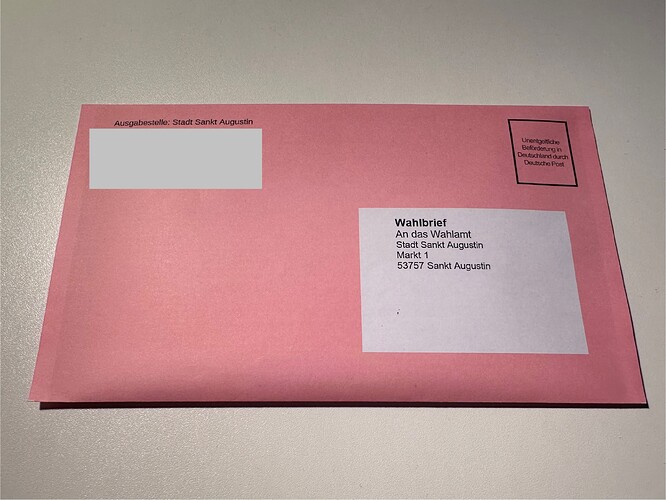 Ausgabestelle: Stadt Sankt Augustin
Unentgeltliche
Beförderung in
Deutschland durch
Deutsche Post
Wahlbrief
An das Wahlamt
Stadt Sankt Augustin
Markt 1
53757 Sankt Augustin